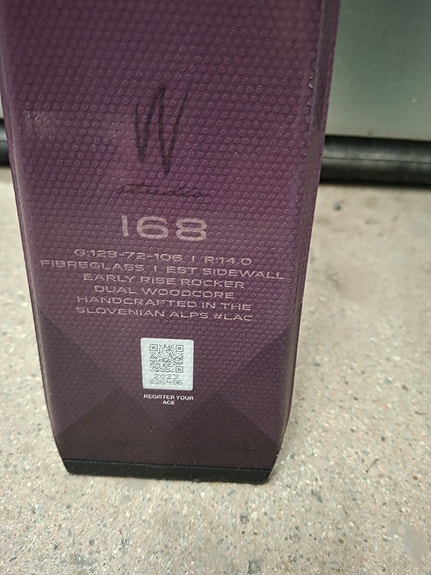 W
168
G:123-72-106 | R:14.0
FIBREGLASS | EST SIDEWALL
EARLY RISE ROCKER
DUAL WOODCORE
HANDCRAFTED IN THE
SLOVENIAN ALPS #LAC
2023
REGISTER YOUR
ACE